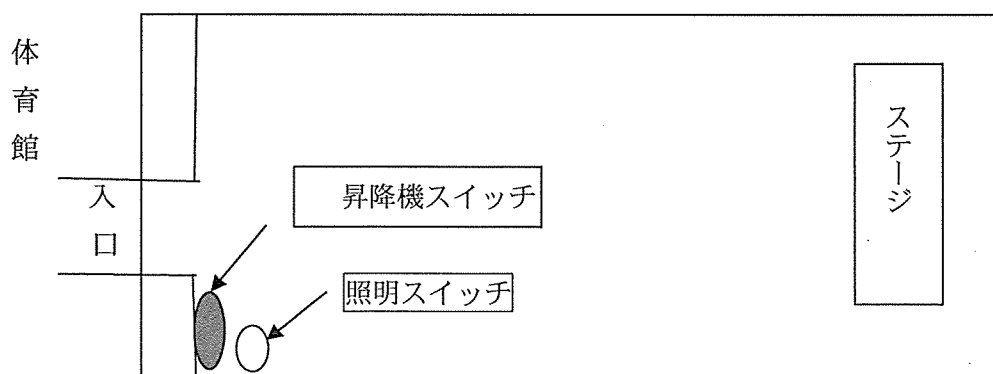 体育館
入口
昇降機スイッチ
照明スイッチ
ステージ